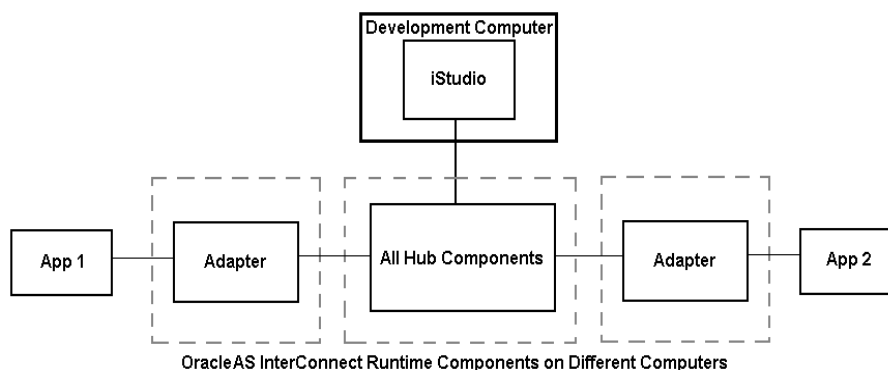 Development Computer
iStudio
App 1
Adapter
All Hub Components
Adapter
App 2
OracleAS InterConnect Runtime Components on Different Computers